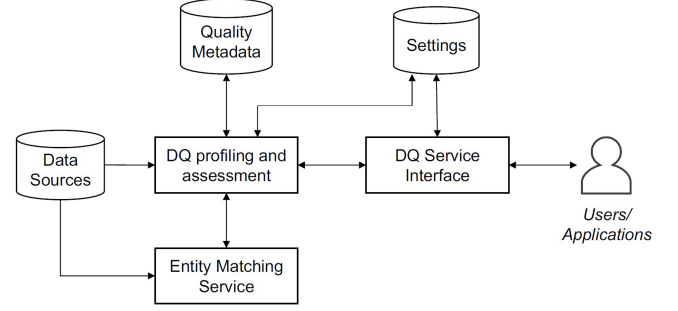 Quality
Metadata
Settings
Data
Sources
DQ profiling and
assessment
DQ Service
Interface
Users/
Applications
Entity Matching
Service